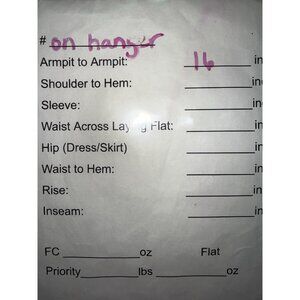 # on hanger
Armpit to Armpit: 16 in
Shoulder to Hem: in
Sleeve: in
Waist Across Laying Flat: in
Hip (Dress/Skirt) in
Waist to Hem: in
Rise: in
Inseam: in
FC oz Flat
Priority lbs oz